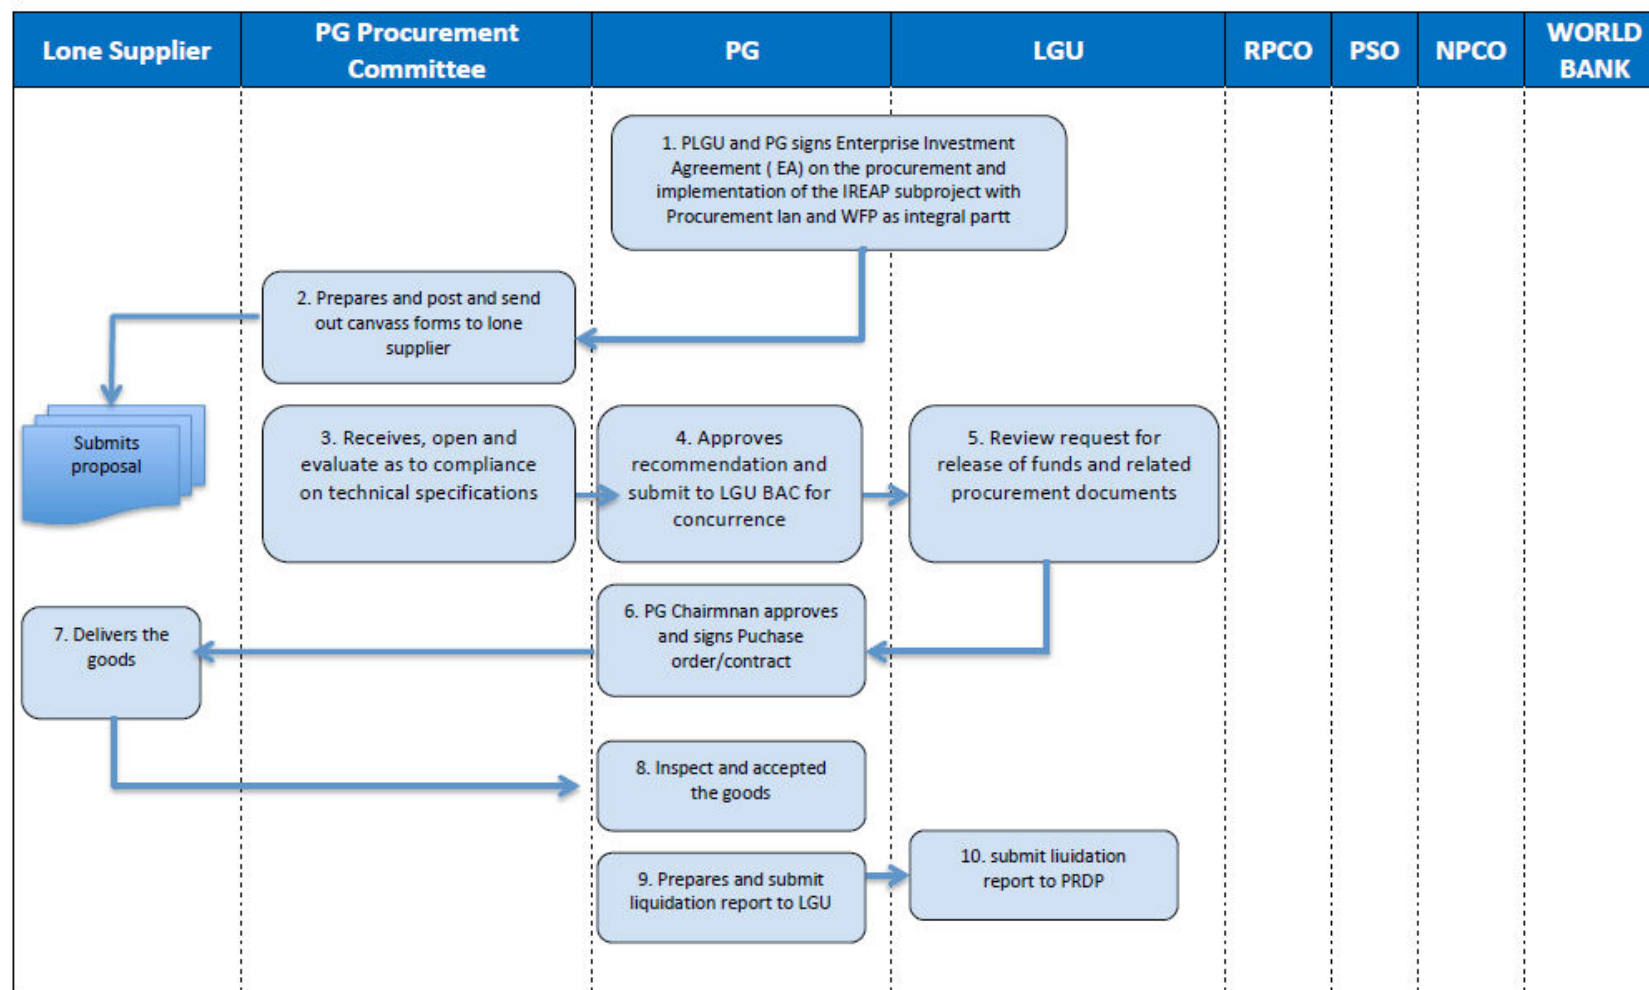 Lone Supplier
PG Procurement
Committee
PG
LGU
RPCO
PSO
NPCO
WORLD
BANK
1. PLGU and PG signs Enterprise Investment
Agreement ( EA) on the procurement and
implementation of the IREAP subproject with
Procurement lan and WFP as integral partt
2. Prepares and post and send
out canvass forms to lone
supplier
Submits
proposal
3. Receives, open and
evaluate as to compliance
on technical specifications
4. Approves
recommendation and
submit to LGU BAC for
concurrence
5. Review request for
release of funds and related
procurement documents
6. PG Chairmnan approves
and signs Puchase
order/contract
7. Delivers the
goods
8. Inspect and accepted
the goods
9. Prepares and submit
liquidation report to LGU
10. submit liuidation
report to PRDP